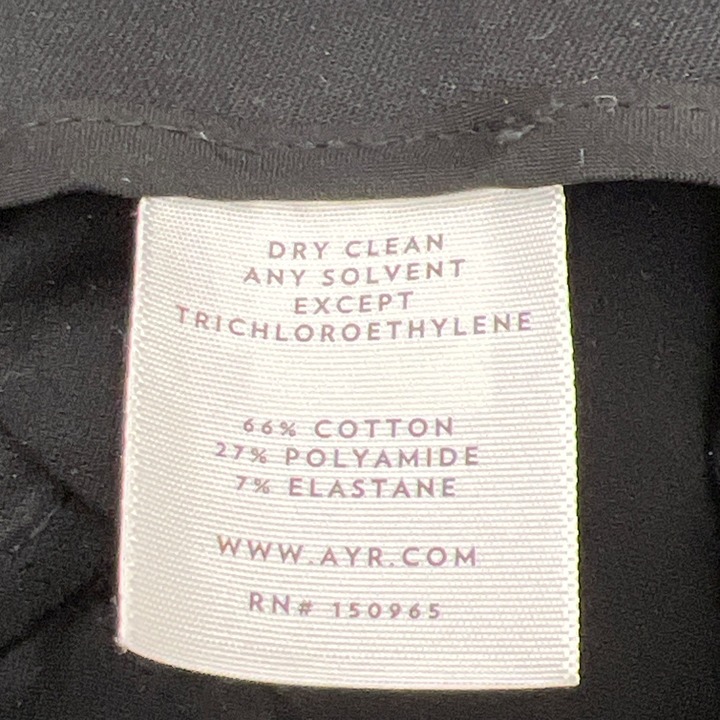 DRY CLEAN
ANY SOLVENT
EXCEPT
TRICHLOROETHYLENE
66% COTTON
27% POLYAMIDE
7% ELASTANE
WWW.AYR.COM
RN# 150965